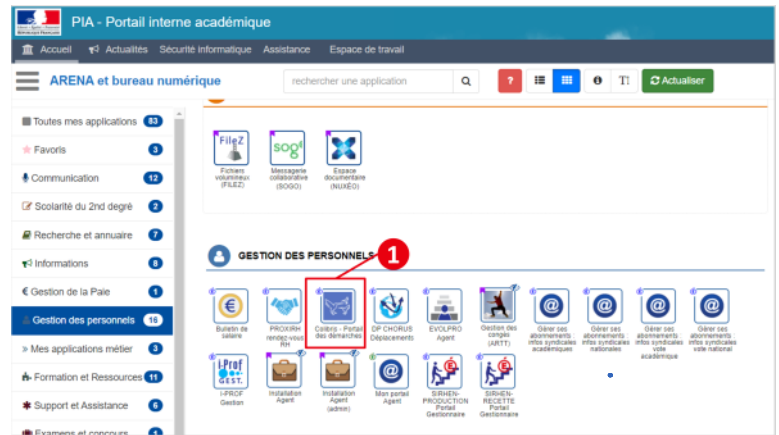 PIA - Portail interne académique
Accueil Actualités Sécurité informatique Assistance Espace de travail
ARENA et bureau numérique
rechercher une application
?
Actualiser
Toutes mes applications 83
Favoris 3
Communication 12
Scolarité du 2nd degré 2
Recherche et annuaire 7
Informations 8
€ Gestion de la Paie 1
Gestion des personnels 16
» Mes applications métier 3
Formation et Ressources 11
Support et Assistance 6
Examens et concours
FileZ
sogo
Fichiers volumineux (FILEZ)
Messagerie collaborative (SOGO)
Espace documentaire (NUXÉO)
GESTION DES PERSONNELS
1
Bulletin de salaire
PROXIRH rendez-vous RH
Colibris - Portail des démarches
DP CHORUS Déplacements
EVOLPRO Agent
Gestion des congés (ARTT)
Gérer ses abonnements infos syndicales académiques
Gérer ses abonnements infos syndicales nationales
Gérer ses abonnements infos syndicales vote académique
Gérer ses abonnements infos syndicales vote national
i-Prof
GEST.
I-PROF Gestion
Installation Agent
Installation Agent (admin)
Mon portail Agent
SIRHEN- PRODUCTION Portail Gestionnaire
SIRHEN- RECETTE Portail Gestionnaire